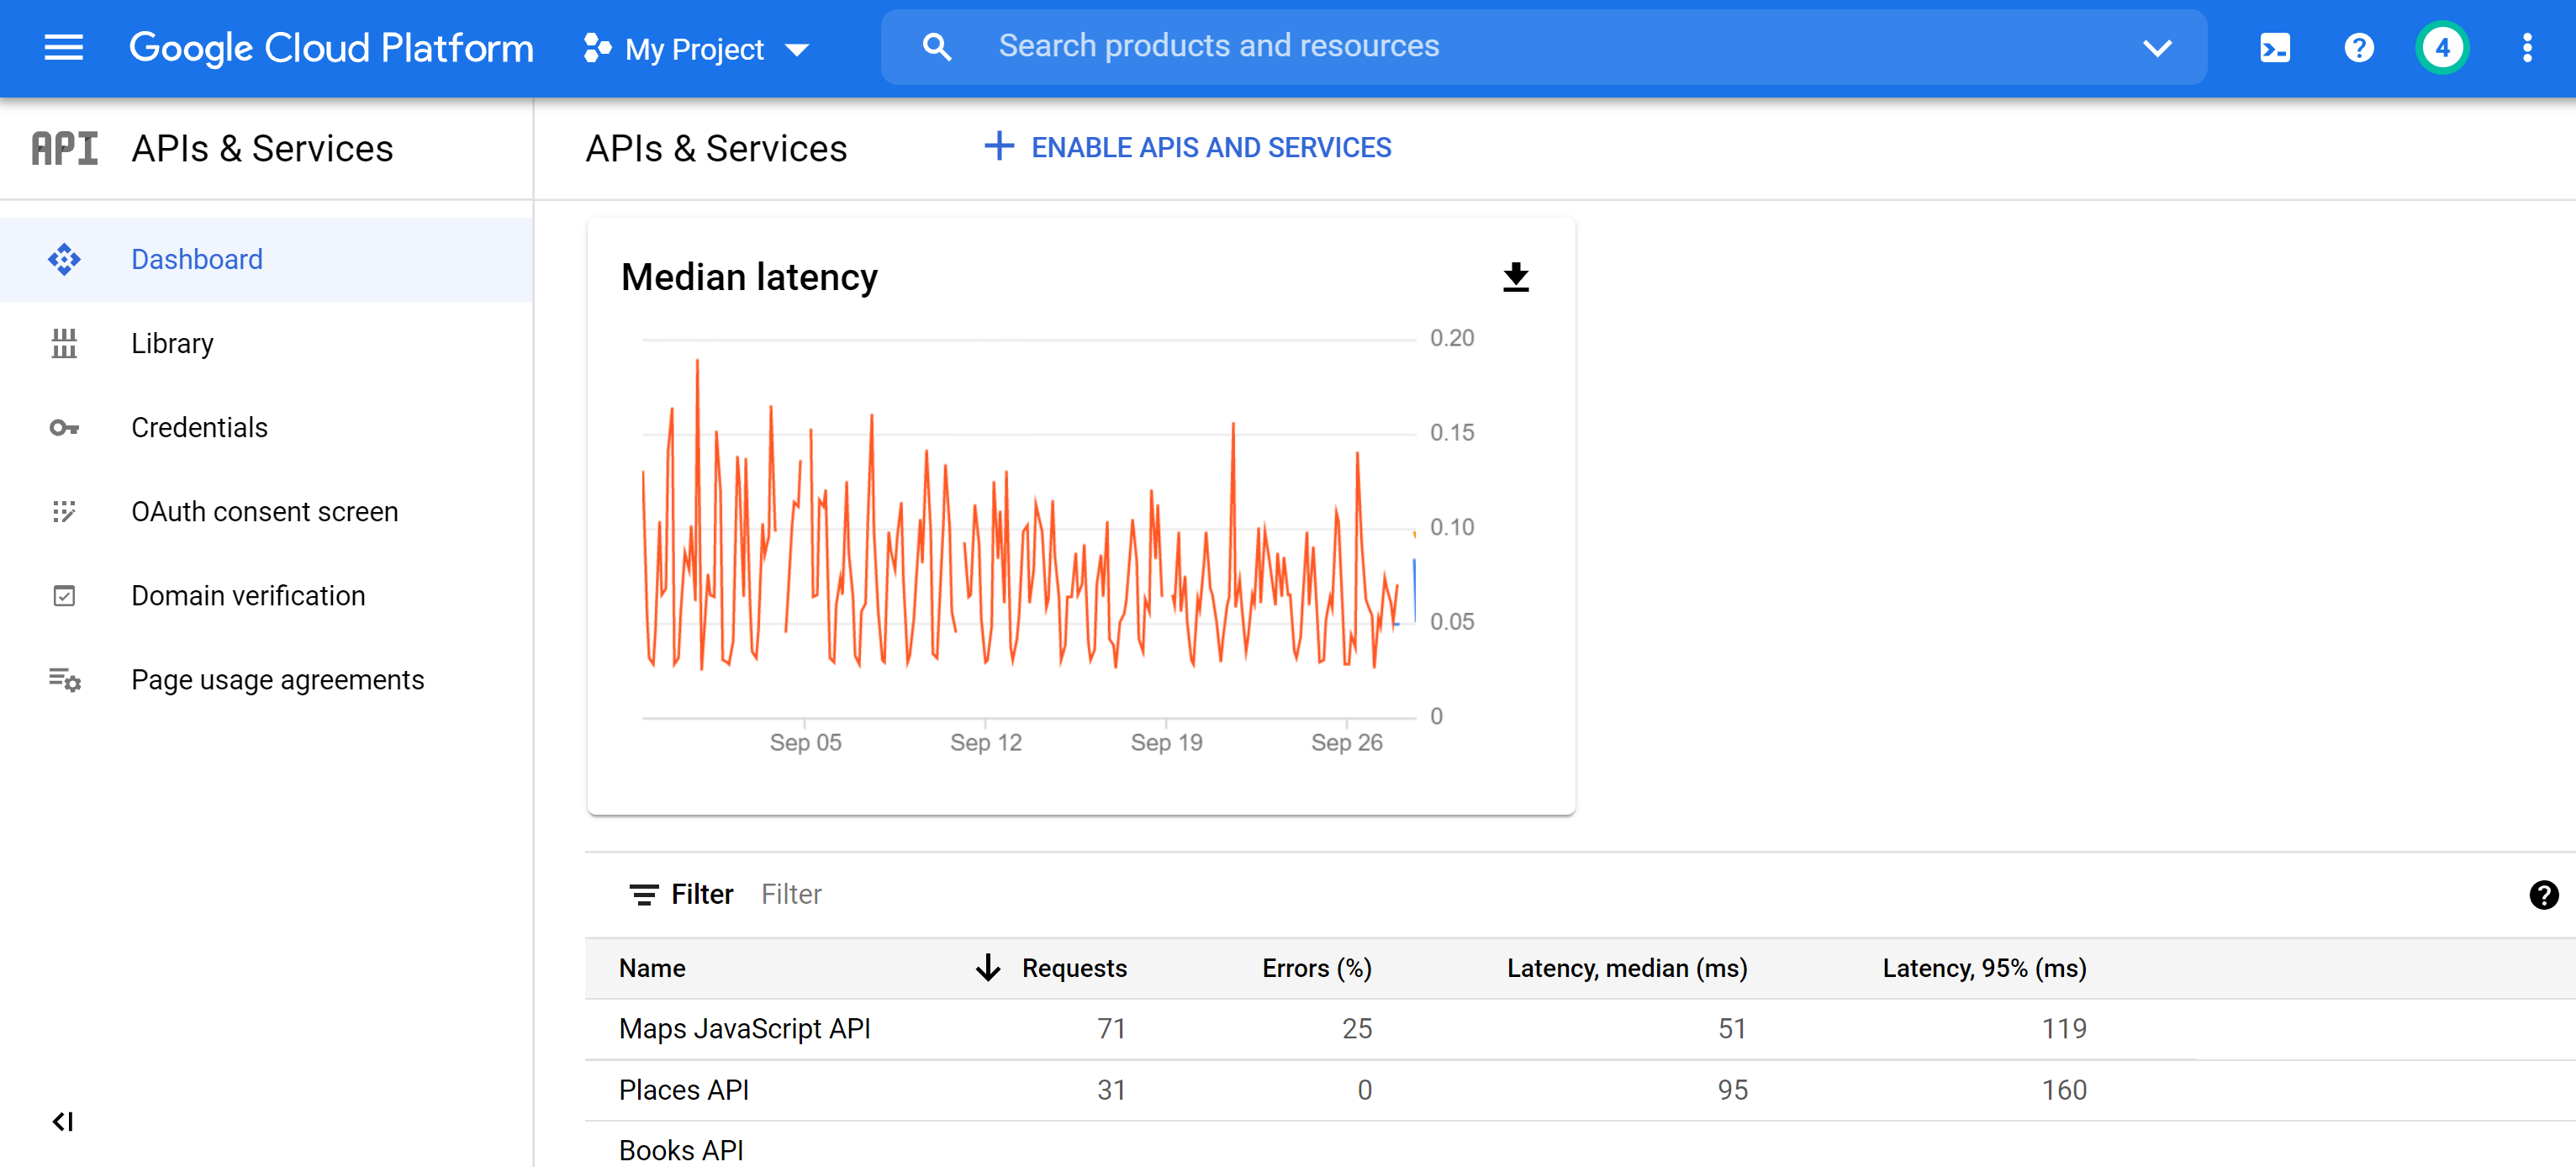 Google Cloud Platform My Project Search products and resources 4
API APIs & Services
APIs & Services ENABLE APIS AND SERVICES
Dashboard
Library
Credentials
OAuth consent screen
Domain verification
Page usage agreements
Median latency
0.20
0.15
0.10
0.05
0
Sep 05 Sep 12 Sep 19 Sep 26
Filter Filter
Name Requests Errors (%) Latency, median (ms) Latency, 95% (ms)
Maps JavaScript API 71 25 51 119
Places API 31 0 95 160
Books API